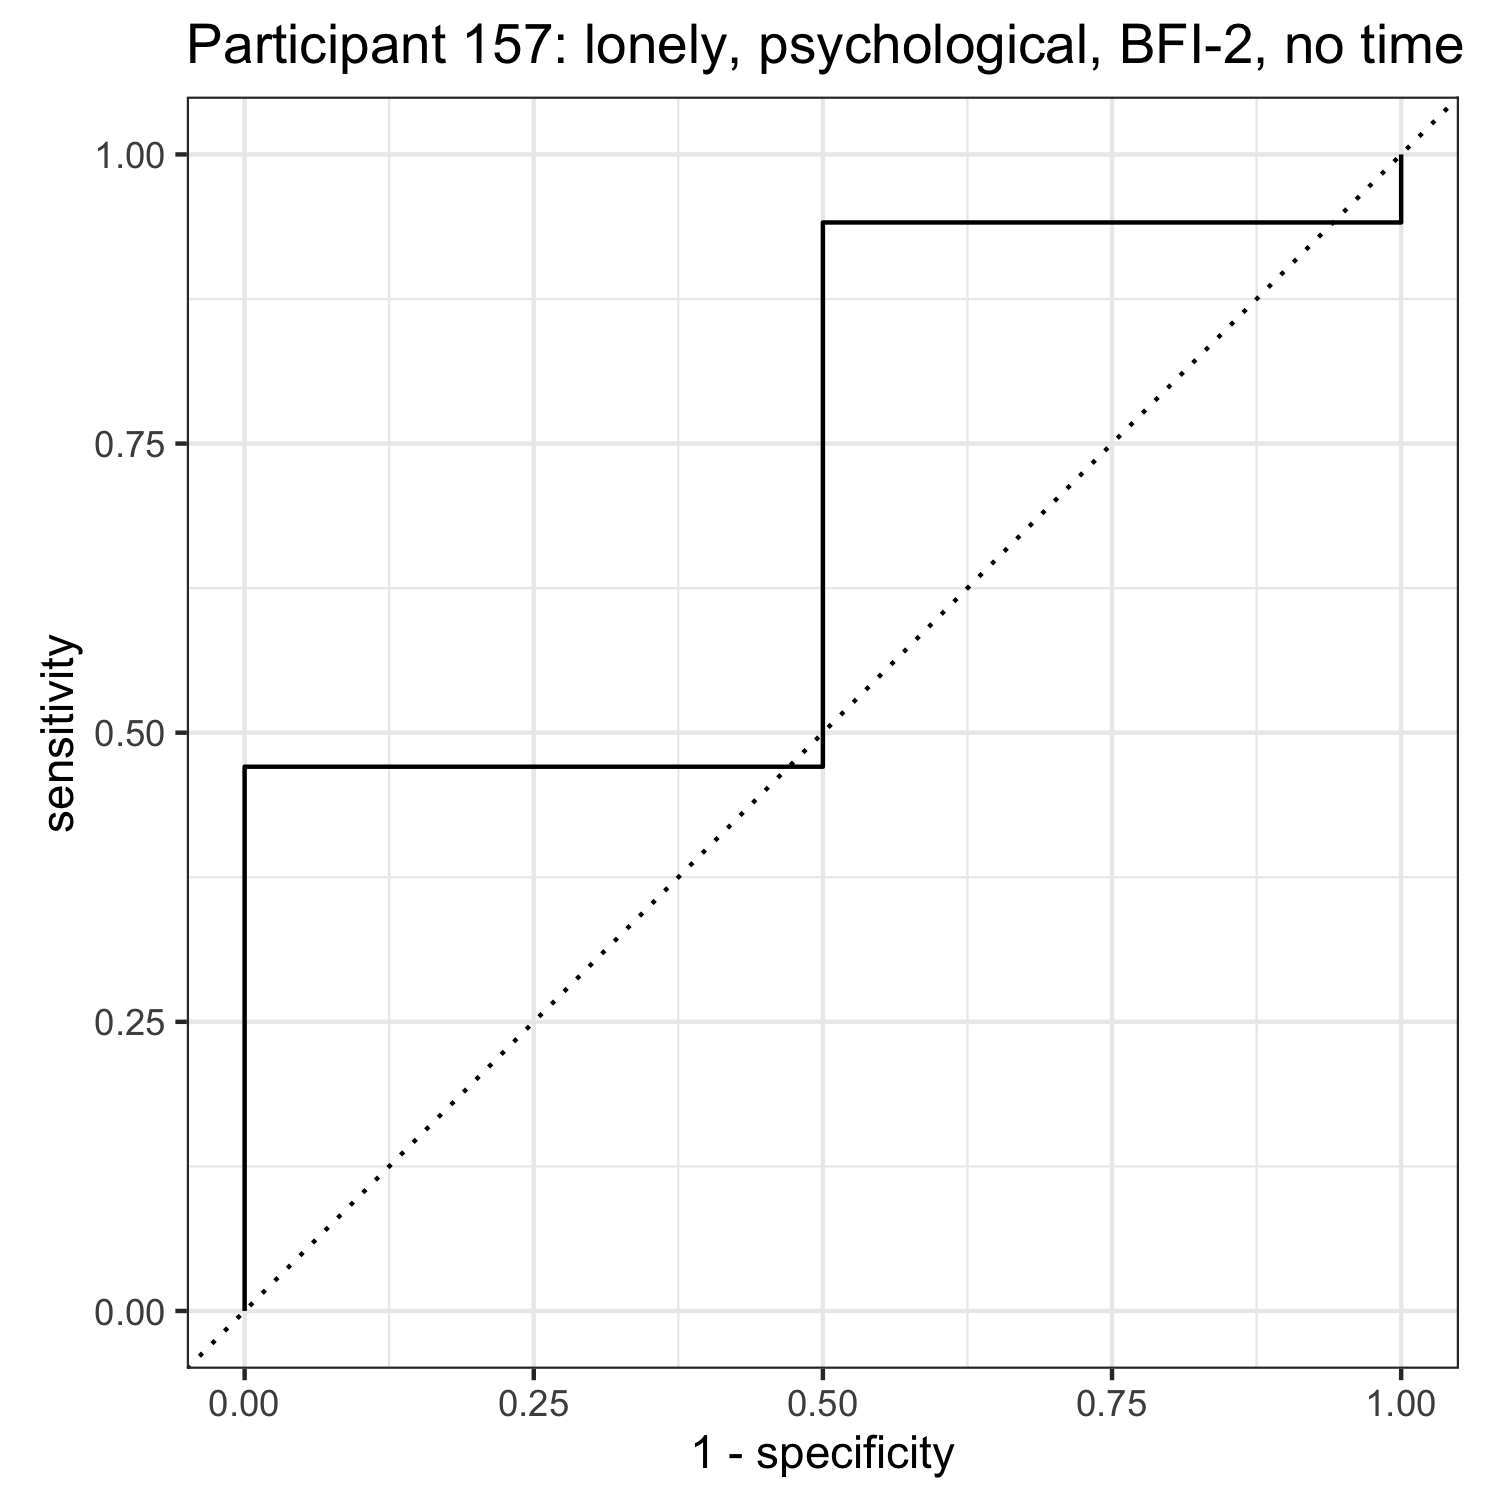 Participant 157: lonely, psychological, BFI-2, no time
sensitivity
1.00
0.75
0.50
0.25
0.00
0.00 0.25 0.50 0.75 1.00
1 - specificity